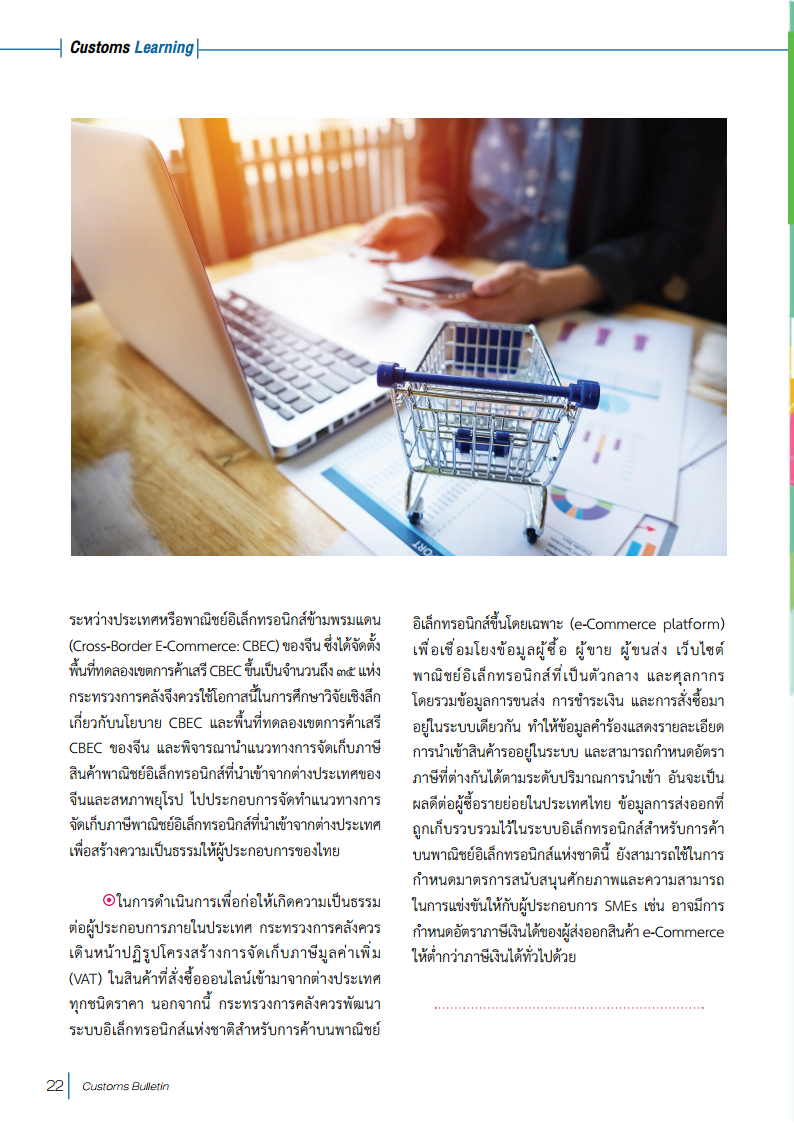 Customs Learning
PORT
ระหว่างประเทศหรือพาณิชย์อิเล็กทรอนิกส์ข้ามพรมแดน
(Cross-Border E-Commerce: CBEC) ของจีน ซึ่งได้จัดตั้ง
พื้นที่ทดลองเขตการค้าเสรี CBEC ขึ้นเป็นจำนวนถึง ๓๕ แห่ง
กระทรวงการคลังจึงควรใช้โอกาสนี้ในการศึกษาวิจัยเชิงลึก
เกี่ยวกับนโยบาย CBEC และพื้นที่ทดลองเขตการค้าเสรี
CBEC ของจีน และพิจารณานำแนวทางการจัดเก็บภาษี
สินค้าพาณิชย์อิเล็กทรอนิกส์ที่นำเข้าจากต่างประเทศของ
จีนและสหภาพยุโรป ไปประกอบการจัดทำแนวทางการ
จัดเก็บภาษีพาณิชย์อิเล็กทรอนิกส์ที่นำเข้าจากต่างประเทศ
เพื่อสร้างความเป็นธรรมให้ผู้ประกอบการของไทย
ในการดำเนินการเพื่อก่อให้เกิดความเป็นธรรม
ต่อผู้ประกอบการภายในประเทศ กระทรวงการคลังควร
เดินหน้าปฏิรูปโครงสร้างการจัดเก็บภาษีมูลค่าเพิ่ม
(VAT) ในสินค้าที่สั่งซื้อออนไลน์เข้ามาจากต่างประเทศ
ทุกชนิดราคา นอกจากนี้ กระทรวงการคลังควรพัฒนา
ระบบอิเล็กทรอนิกส์แห่งชาติสำหรับการค้าบนพาณิชย์
อิเล็กทรอนิกส์ขึ้นโดยเฉพาะ (e-Commerce platform)
เพื่อเชื่อมโยงข้อมูลผู้ซื้อ ผู้ขาย ผู้ขนส่ง เว็บไซต์
พาณิชย์อิเล็กทรอนิกส์ที่เป็นตัวกลาง และศุลกากร
โดยรวมข้อมูลการขนส่ง การชำระเงิน และการสั่งซื้อมา
อยู่ในระบบเดียวกัน ทำให้ข้อมูลคำร้องแสดงรายละเอียด
การนำเข้าสินค้ารออยู่ในระบบ และสามารถกำหนดอัตรา
ภาษีที่ต่างกันได้ตามระดับปริมาณการนำเข้า อันจะเป็น
ผลดีต่อผู้ซื้อรายย่อยในประเทศไทย ข้อมูลการส่งออกที่
ถูกเก็บรวบรวมไว้ในระบบอิเล็กทรอนิกส์สำหรับการค้า
บนพาณิชย์อิเล็กทรอนิกส์แห่งชาตินี้ ยังสามารถใช้ในการ
กำหนดมาตรการสนับสนุนศักยภาพและความสามารถ
ในการแข่งขันให้กับผู้ประกอบการ SMEs เช่น อาจมีการ
กำหนดอัตราภาษีเงินได้ของผู้ส่งออกสินค้า e-Commerce
ให้ต่ำกว่าภาษีเงินได้ทั่วไปด้วย
22
Customs Bulletin